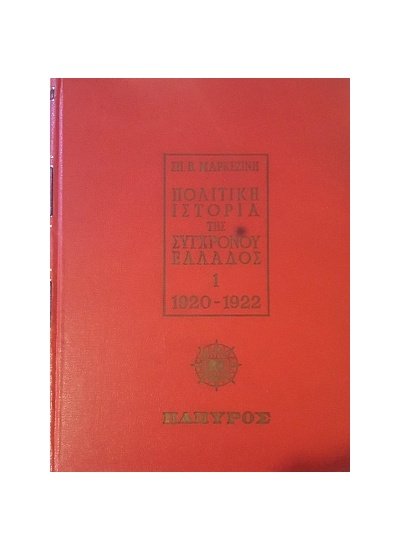 ΣΠ. Β. ΜΑΡΚΕΖΙΝΗ
ΠΟΛΙΤΙΚΗ
ΙΣΤΟΡΙΑ
ΤΗΣ
ΣΥΓΧΡΟΝΟΥ
ΕΛΛΑΔΟΣ
1
1920-1922
ΠΑΠΥΡΟΣ